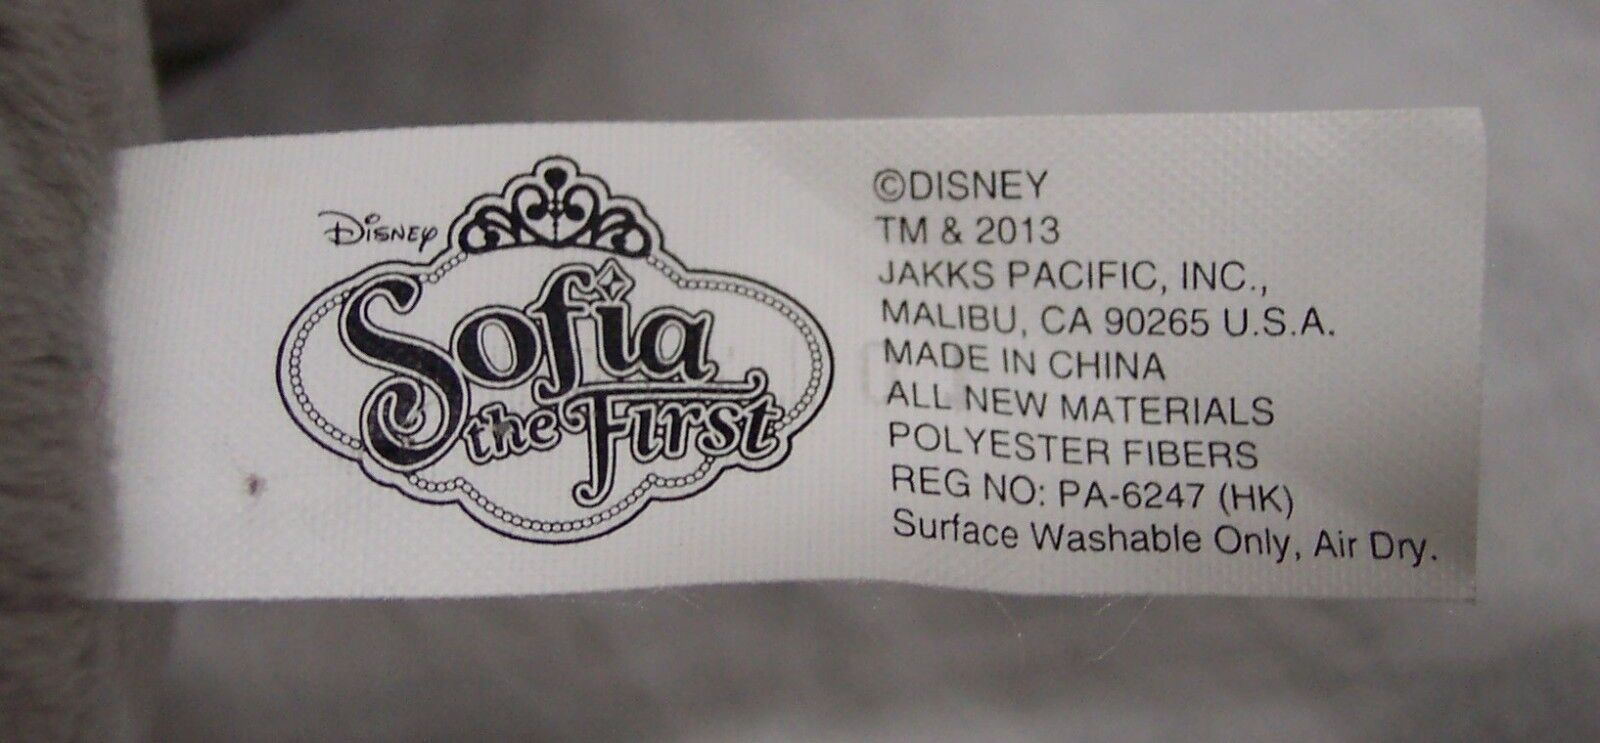 Disney
Sofia
the First
©DISNEY
TM & 2013
JAKKS PACIFIC, INC.,
MALIBU, CA 90265 U.S.A.
MADE IN CHINA
ALL NEW MATERIALS
POLYESTER FIBERS
REG NO: PA-6247 (HK)
Surface Washable Only, Air Dry.